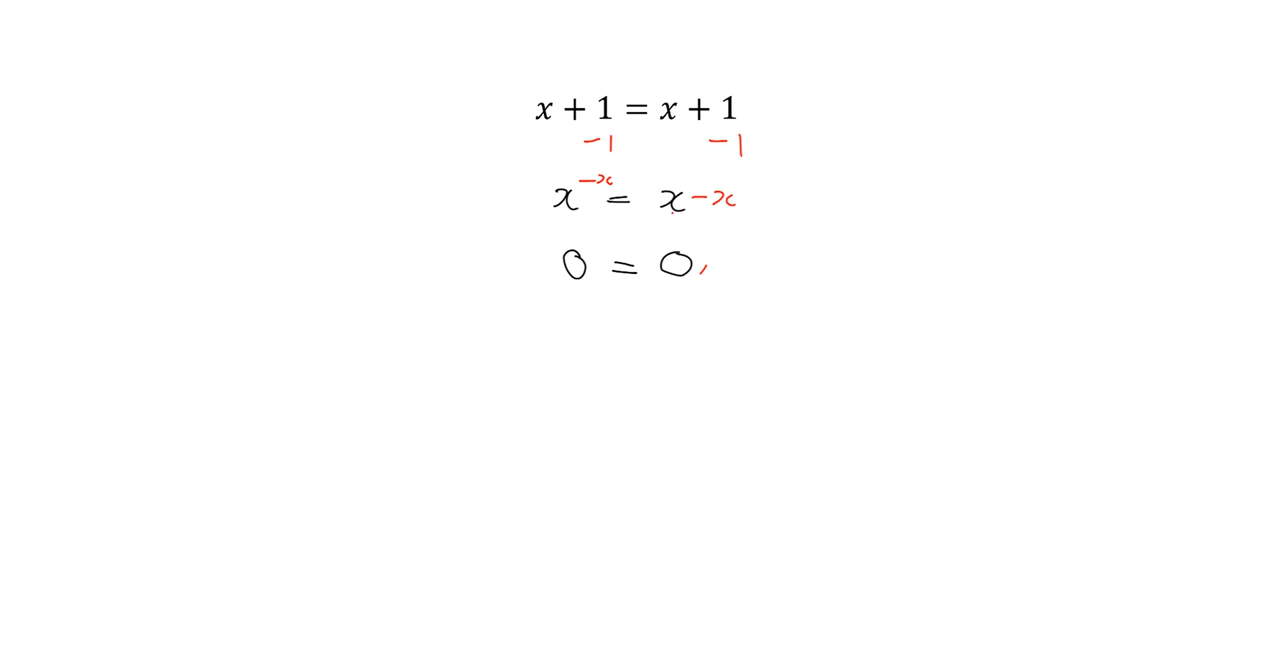 x + 1 = x + 1
-1 -1
x -x = x -x
0 = 0